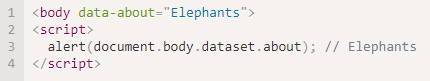 1 <body data-about="Elephants">
2 <script>
3   alert(document.body.dataset.about); // Elephants
4 </script>